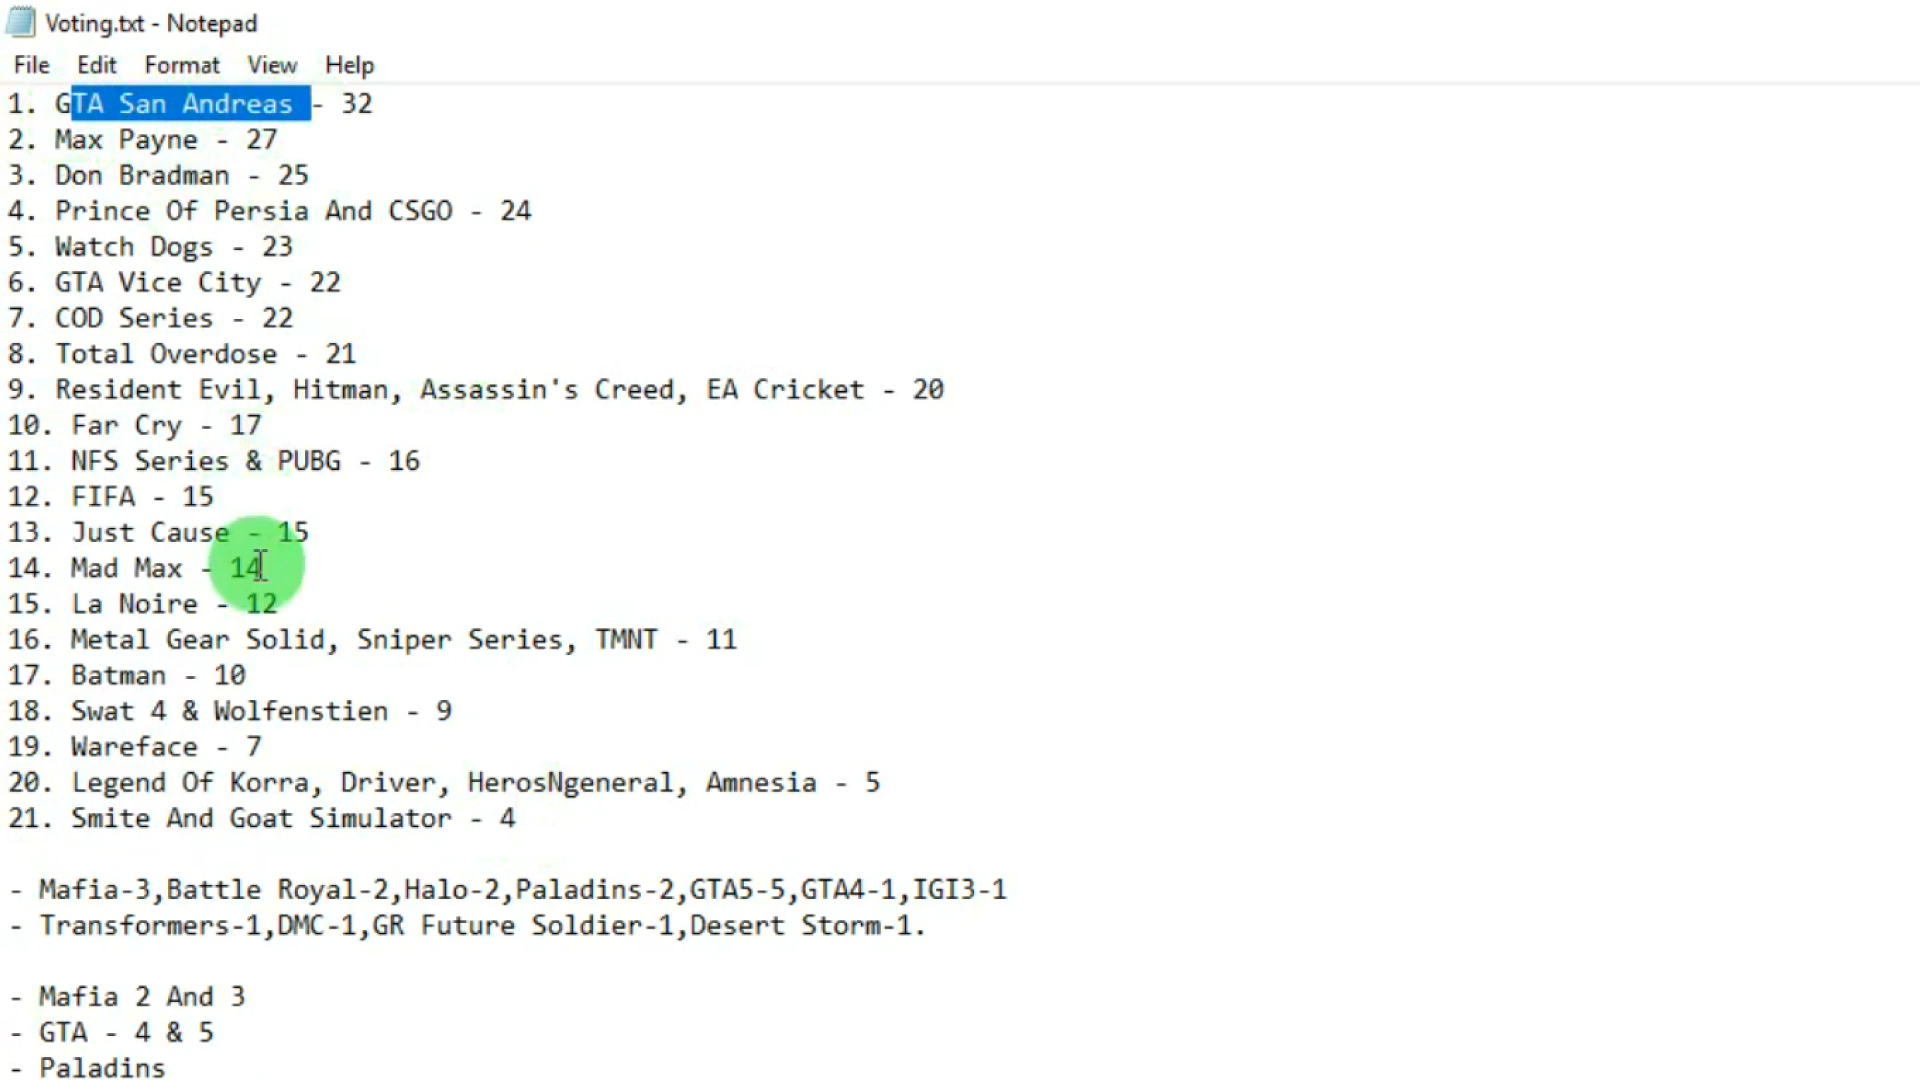 Voting.txt - Notepad
File Edit Format View Help
1. GTA San Andreas - 32
2. Max Payne - 27
3. Don Bradman - 25
4. Prince Of Persia And CSGO - 24
5. Watch Dogs - 23
6. GTA Vice City - 22
7. COD Series - 22
8. Total Overdose - 21
9. Resident Evil, Hitman, Assassin's Creed, EA Cricket - 20
10. Far Cry - 17
11. NFS Series & PUBG - 16
12. FIFA - 15
13. Just Cause - 15
14. Mad Max - 14
15. La Noire - 12
16. Metal Gear Solid, Sniper Series, TMNT - 11
17. Batman - 10
18. Swat 4 & Wolfenstien - 9
19. Wareface - 7
20. Legend Of Korra, Driver, HerosNgeneral, Amnesia - 5
21. Smite And Goat Simulator - 4
- Mafia-3,Battle Royal-2,Halo-2,Paladins-2,GTA5-5,GTA4-1,IGI3-1
- Transformers-1,DMC-1,GR Future Soldier-1,Desert Storm-1.
- Mafia 2 And 3
- GTA - 4 & 5
- Paladins